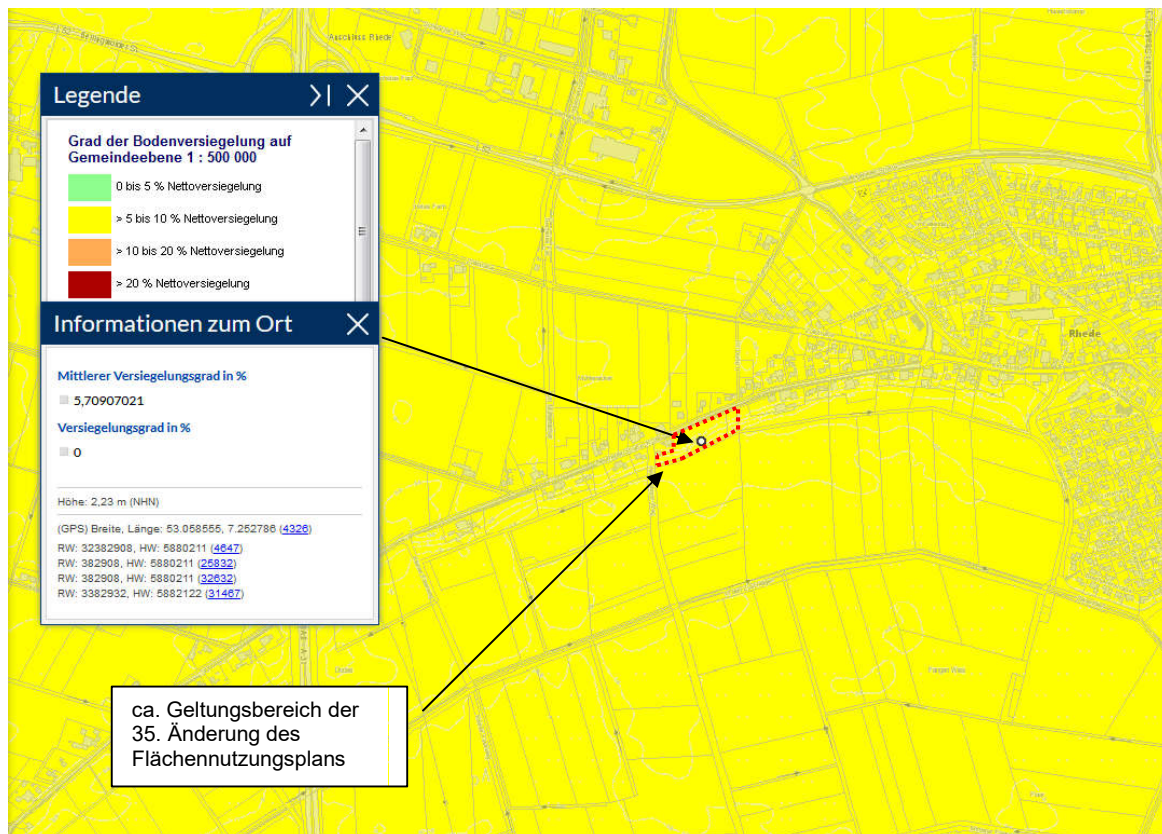 Anschluss Rhede
Legende
Grad der Bodenversiegelung auf
Gemeindeebene 1 : 500 000
0 bis 5 % Nettoversiegelung
> 5 bis 10 % Nettoversiegelung
> 10 bis 20 % Nettoversiegelung
> 20 % Nettoversiegelung
Informationen zum Ort
Mittlerer Versiegelungsgrad in %
5,70907021
Versiegelungsgrad in %
0
Höhe: 2,23 m (NHN)
(GPS) Breite, Länge: 53.058555, 7.252786 (4326)
RW: 32382908, HW: 5880211 (4647)
RW: 382908, HW: 5880211 (25832)
RW: 382908, HW: 5880211 (32632)
RW: 3382932, HW: 5882122 (31467)
Rhede
ca. Geltungsbereich der
35. Änderung des
Flächennutzungsplans